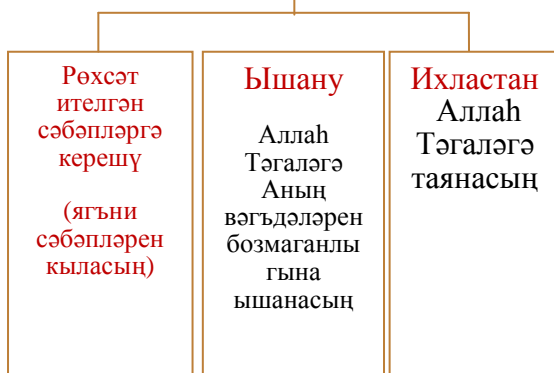 Рөхсәт
ителгән
сәбәпләргә
керешү
(ягъни
сәбәпләрен
кыласың)
Ышану
Аллаһ
Тәгаләгә
Аның
вәгъдәләрен
бозмаганлы
гына
ышанасың
Ихластан
Аллаһ
Тәгаләгә
таянасың